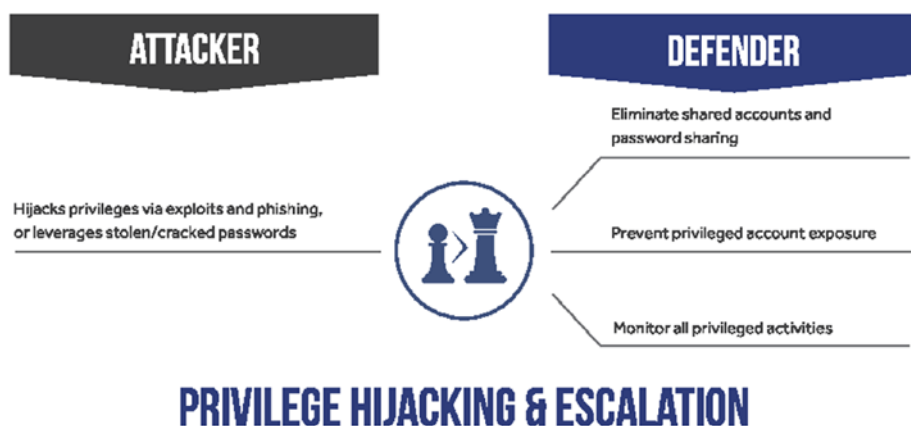 ATTACKER
Hijacks privileges via exploits and phishing,
or leverages stolen/cracked passwords
DEFENDER
Eliminate shared accounts and
password sharing
Prevent privileged account exposure
Monitor all privileged activities
PRIVILEGE HIJACKING & ESCALATION